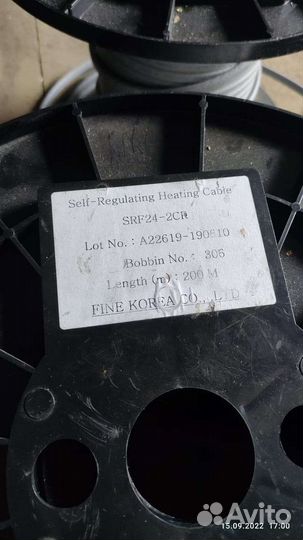 Self-Regulating Heating Cable
SRF24-2CR
Lot No.: A22619-190810
Bobbin No.: 305
Length (m): 200 M
FINE KOREA CO., LTD
Avito
15.09.2022 17:00